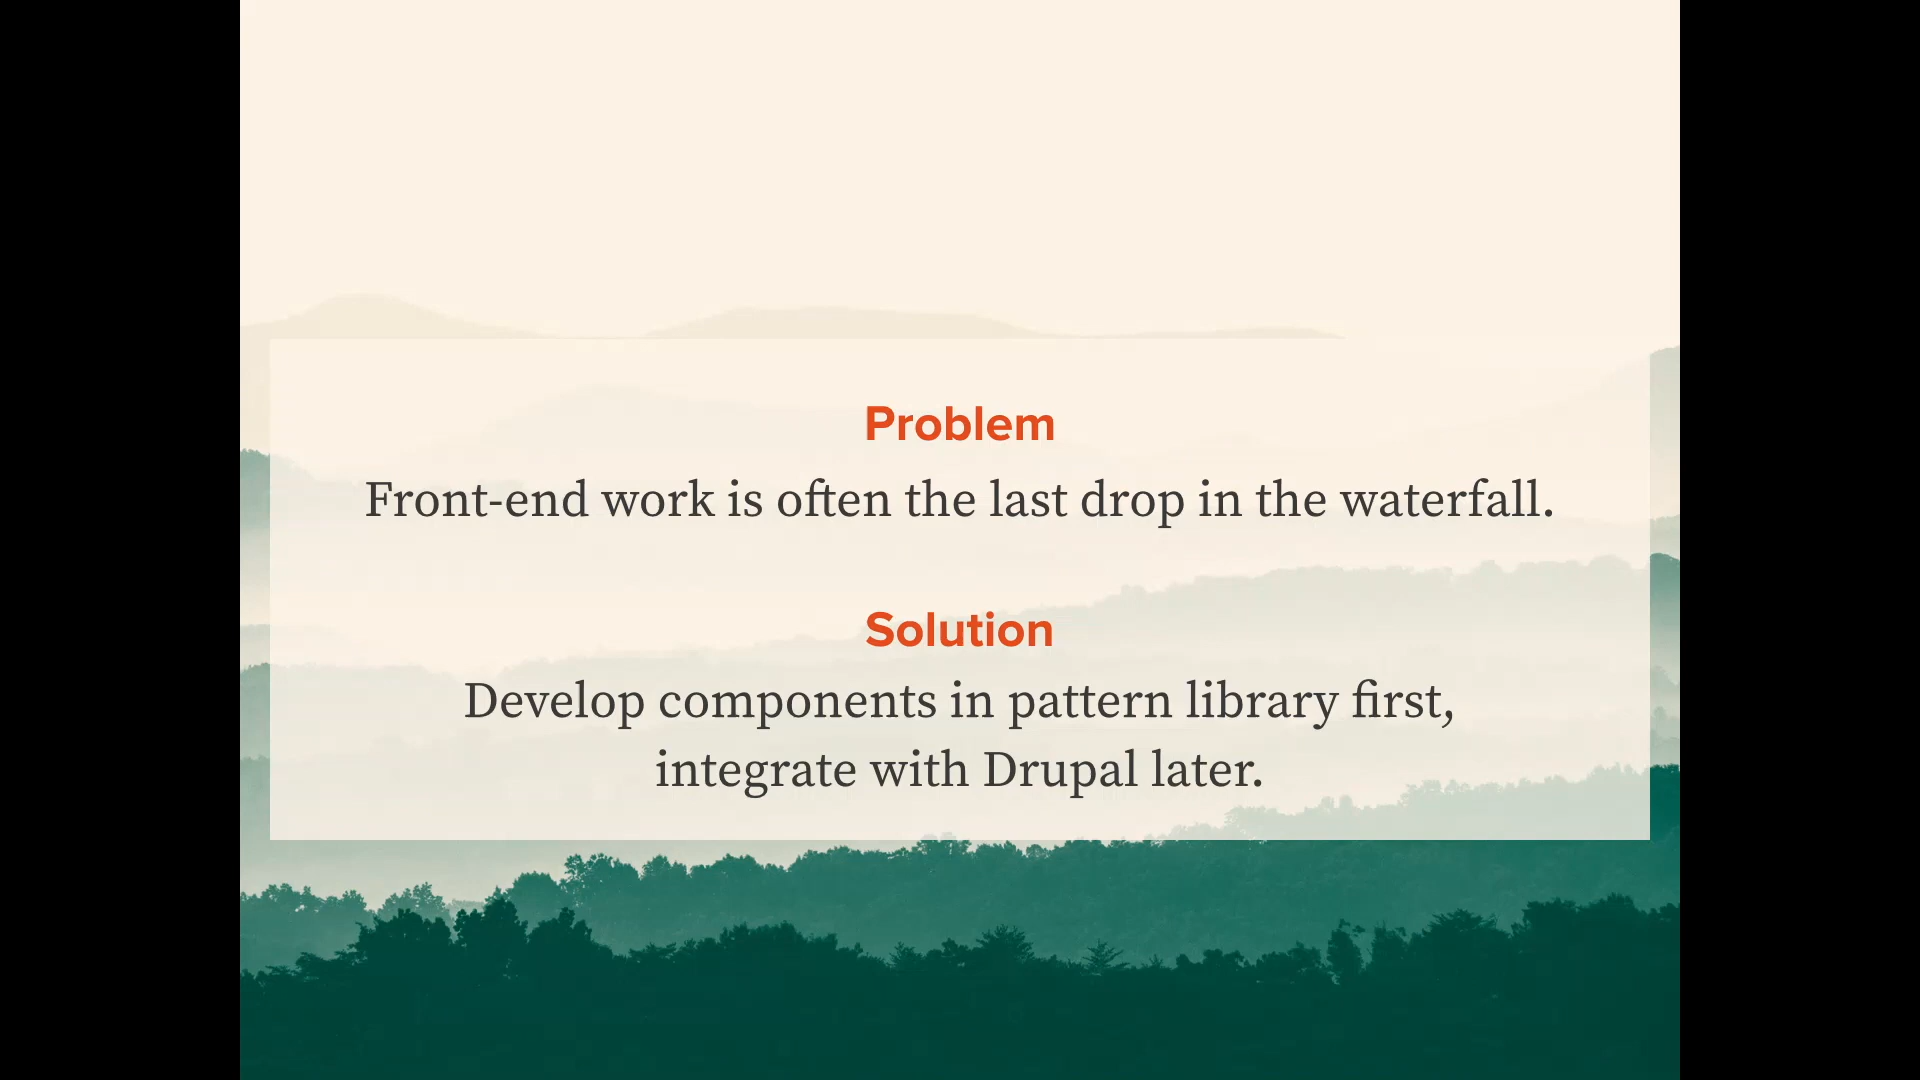 Problem
Front-end work is often the last drop in the waterfall.
Solution
Develop components in pattern library first,
integrate with Drupal later.